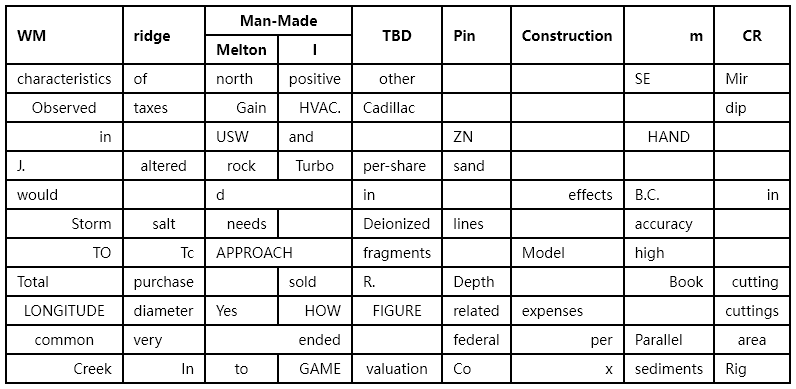 WM ridge Man-Made TBD Pin Construction m CR
Melton I
characteristics of north positive other SE Mir
Observed taxes Gain HVAC. Cadillac dip
in USW and ZN HAND
J. altered rock Turbo per-share sand
would d in effects B.C. in
Storm salt needs Deionized lines accuracy
TO Tc APPROACH fragments Model high
Total purchase sold R. Depth Book cutting
LONGITUDE diameter Yes HOW FIGURE related expenses cuttings
common very ended federal per Parallel area
Creek In to GAME valuation Co x sediments Rig